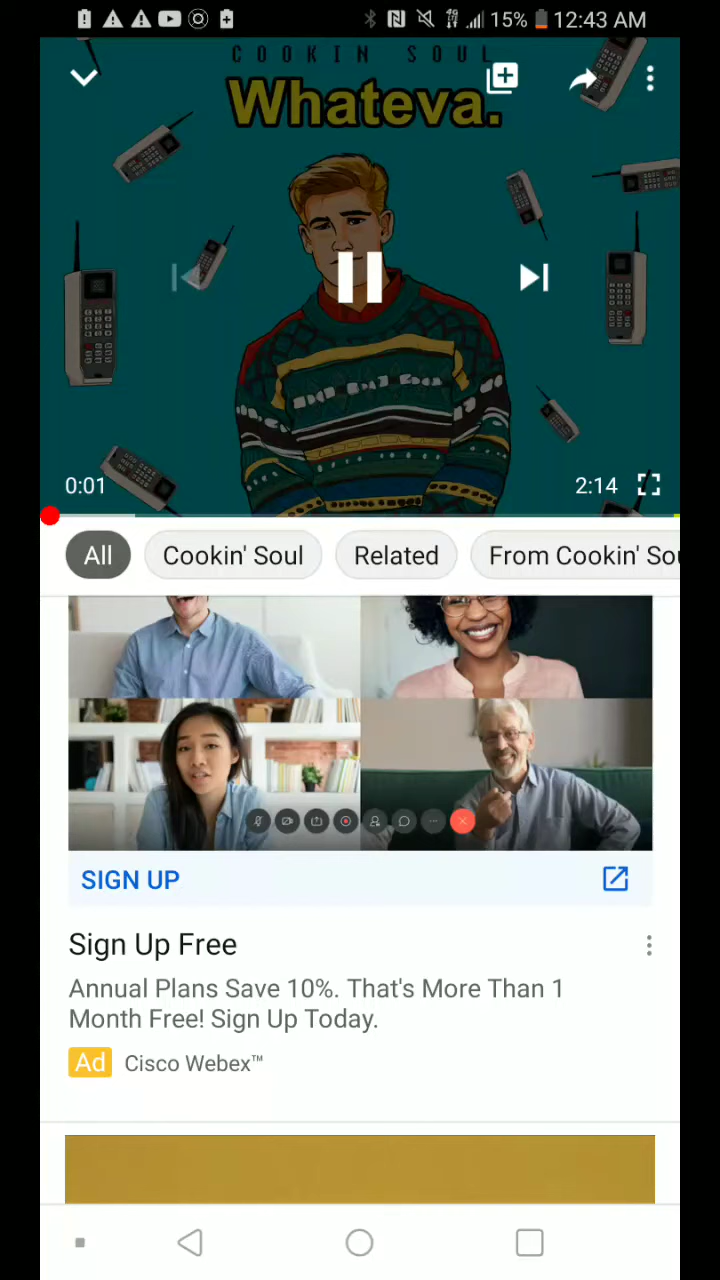 15% 12:43 AM
COOKIN SOUL
Whateva.
0:01 2:14
All Cookin' Soul Related From Cookin' Sou
SIGN UP
Sign Up Free
Annual Plans Save 10%. That's More Than 1
Month Free! Sign Up Today.
Ad Cisco Webex™